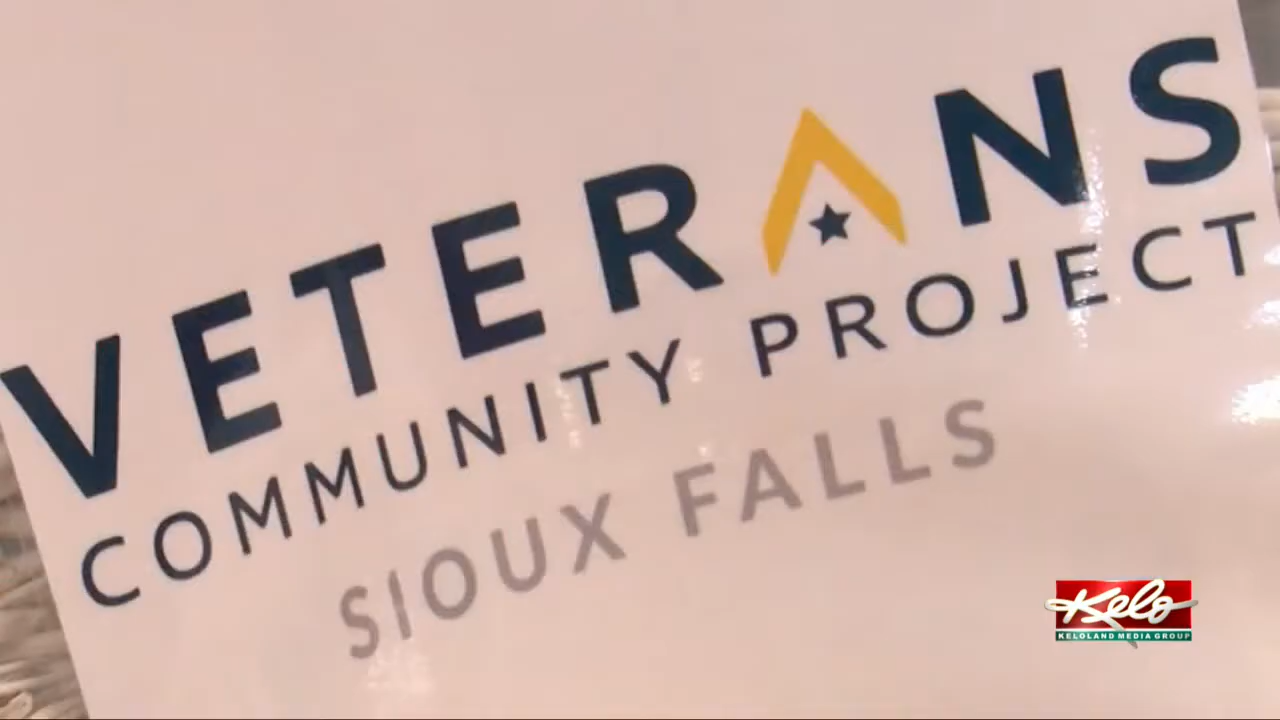 VETERANS
COMMUNITY PROJECT
SIOUX FALLS
Kelo
KELOLAND MEDIA GROUP